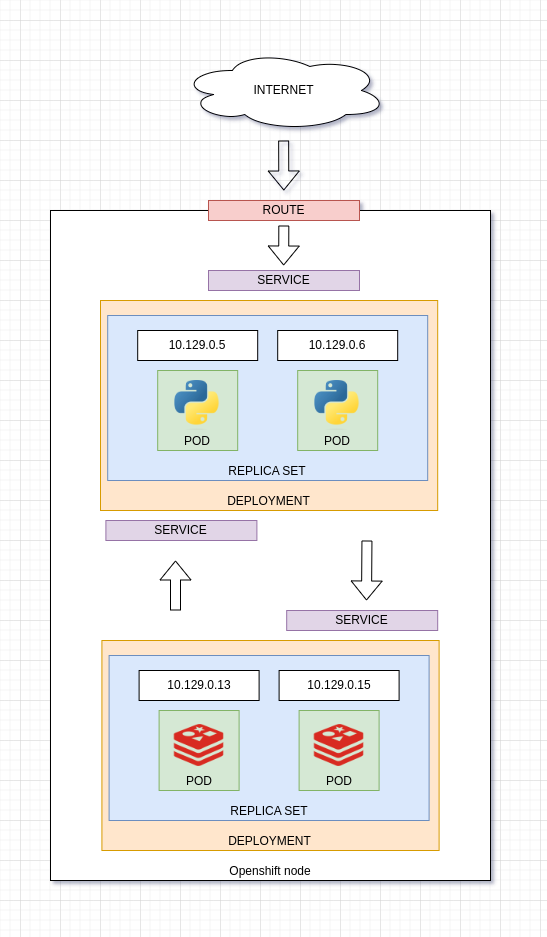 INTERNET
ROUTE
SERVICE
10.129.0.5
10.129.0.6
POD
POD
REPLICA SET
DEPLOYMENT
SERVICE
SERVICE
10.129.0.13
10.129.0.15
POD
POD
REPLICA SET
DEPLOYMENT
Openshift node